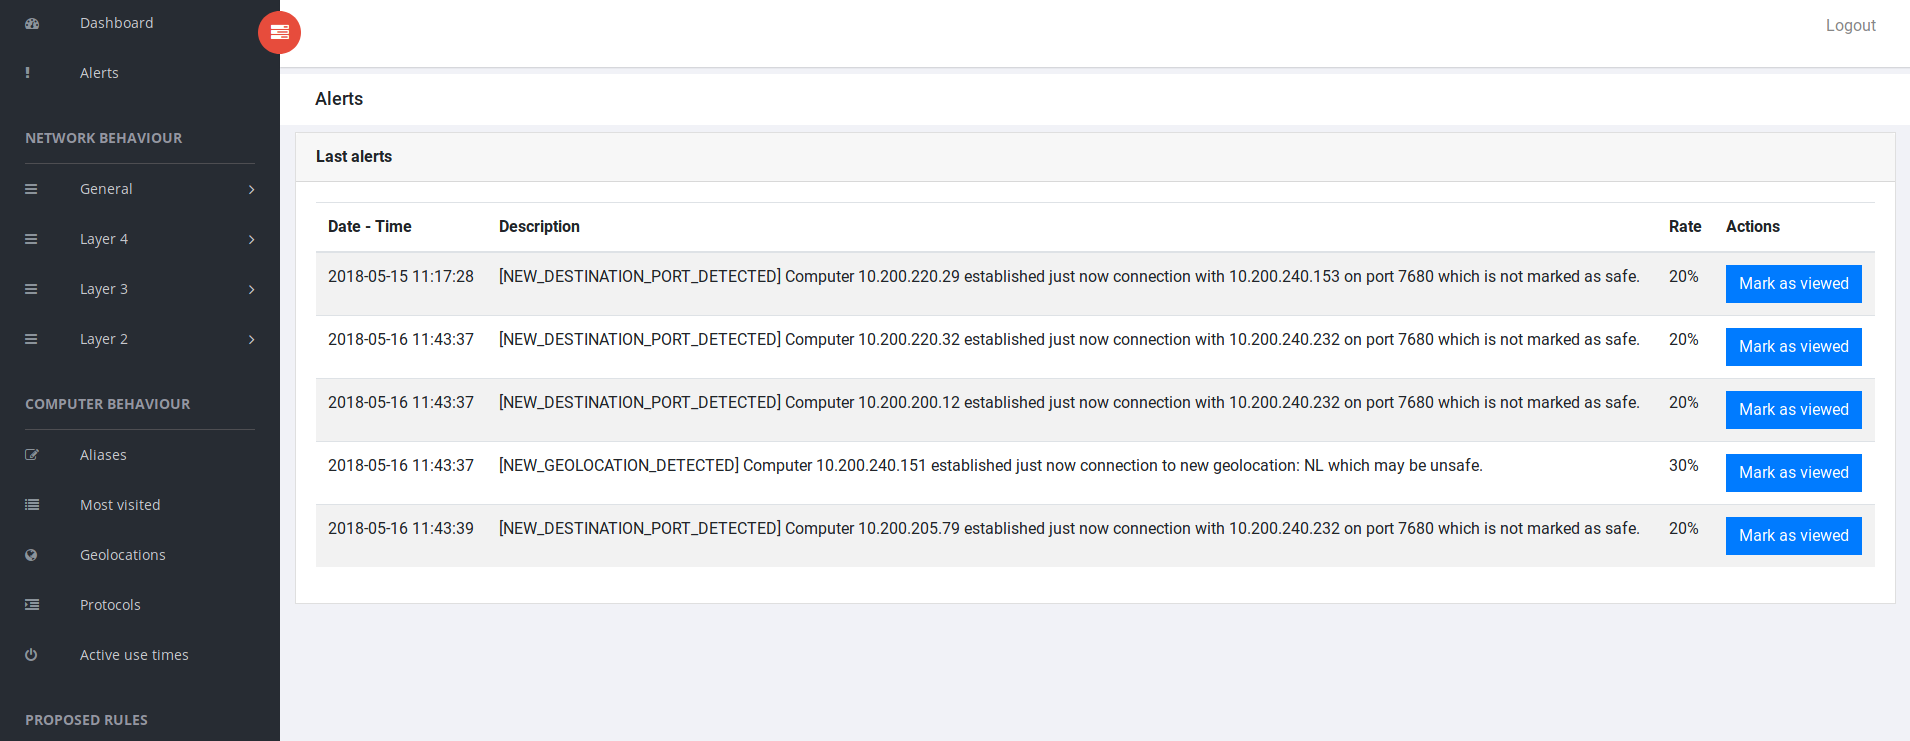 Dashboard
Alerts
NETWORK BEHAVIOUR
General
Layer 4
Layer 3
Layer 2
COMPUTER BEHAVIOUR
Aliases
Most visited
Geolocations
Protocols
Active use times
PROPOSED RULES
Logout
Alerts
Last alerts
Date - Time Description Rate Actions
2018-05-15 11:17:28 [NEW_DESTINATION_PORT_DETECTED] Computer 10.200.220.29 established just now connection with 10.200.240.153 on port 7680 which is not marked as safe. 20% Mark as viewed
2018-05-16 11:43:37 [NEW_DESTINATION_PORT_DETECTED] Computer 10.200.220.32 established just now connection with 10.200.240.232 on port 7680 which is not marked as safe. 20% Mark as viewed
2018-05-16 11:43:37 [NEW_DESTINATION_PORT_DETECTED] Computer 10.200.200.12 established just now connection with 10.200.240.232 on port 7680 which is not marked as safe. 20% Mark as viewed
2018-05-16 11:43:37 [NEW_GEOLOCATION_DETECTED] Computer 10.200.240.151 established just now connection to new geolocation: NL which may be unsafe. 30% Mark as viewed
2018-05-16 11:43:39 [NEW_DESTINATION_PORT_DETECTED] Computer 10.200.205.79 established just now connection with 10.200.240.232 on port 7680 which is not marked as safe. 20% Mark as viewed